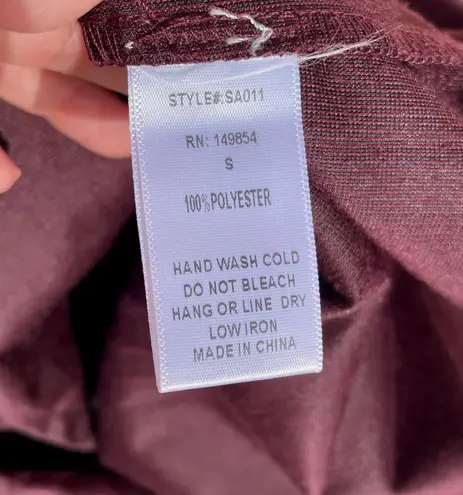 STYLE#:SA011
RN: 149854
S
100%POLYESTER
HAND WASH COLD
DO NOT BLEACH
HANG OR LINE DRY
LOW IRON
MADE IN CHINA